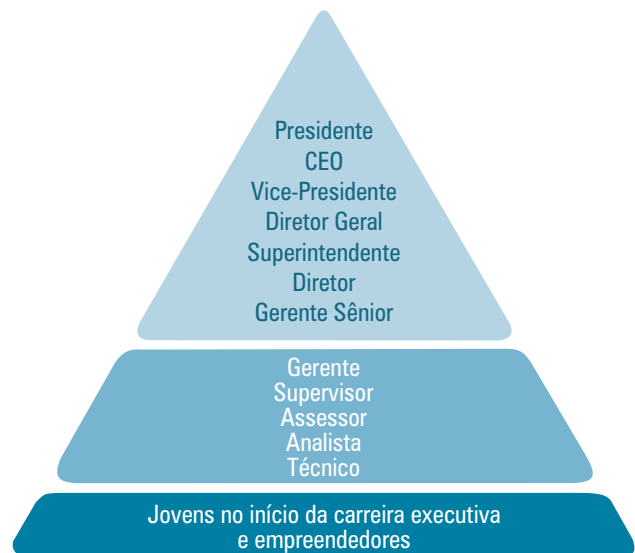 Presidente
CEO
Vice-Presidente
Diretor Geral
Superintendente
Diretor
Gerente Sênior
Gerente
Supervisor
Assessor
Analista
Técnico
Jovens no início da carreira executiva
e empreendedores